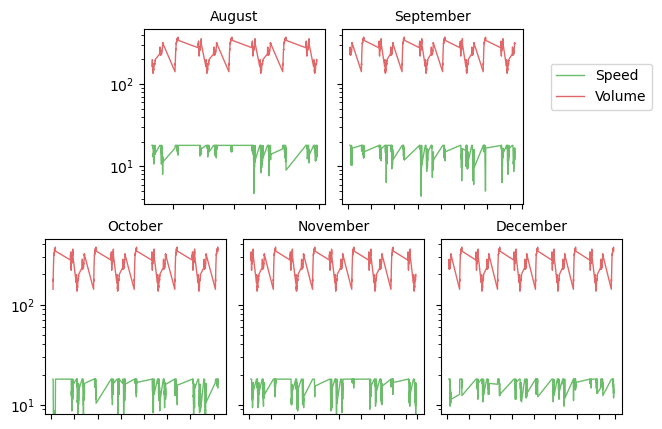 August
September
10²
10¹
Speed
Volume
October
November
December
10²
10¹